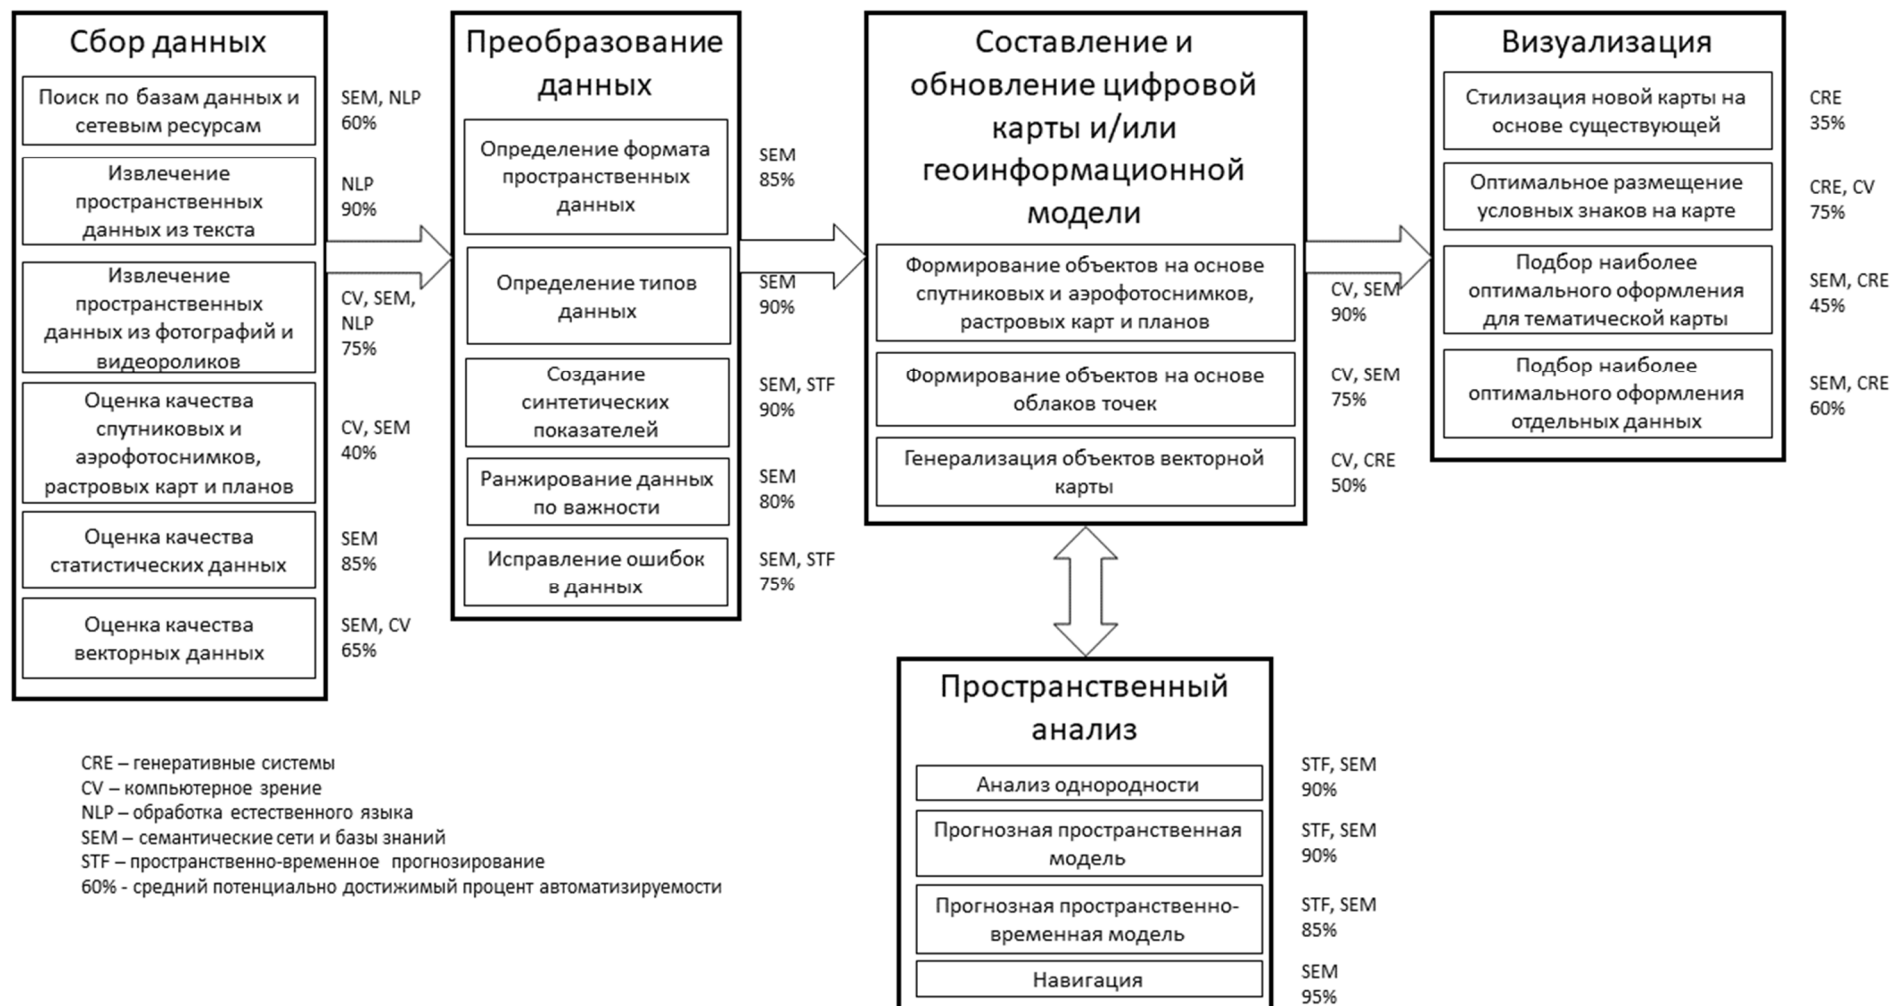 Сбор данных
Поиск по базам данных и
сетевым ресурсам
SEM, NLP
60%
Извлечение
пространственных
данных из текста
NLP
90%
Извлечение
пространственных
данных из фотографий и
видеороликов
CV, SEM,
NLP
75%
Оценка качества
спутниковых и
аэрофотоснимков,
растровых карт и планов
CV, SEM
40%
Оценка качества
статистических данных
SEM
85%
Оценка качества
векторных данных
SEM, CV
65%
Преобразование
данных
Определение формата
пространственных
данных
SEM
85%
Определение типов
данных
SEM
90%
Создание
синтетических
показателей
SEM, STF
90%
Ранжирование данных
по важности
SEM
80%
Исправление ошибок
в данных
SEM, STF
75%
Составление и
обновление цифровой
карты и/или
геоинформационной
модели
Формирование объектов на основе
спутниковых и аэрофотоснимков,
растровых карт и планов
CV, SEM
90%
Формирование объектов на основе
облаков точек
CV, SEM
75%
Генерализация объектов векторной
карты
CV, CRE
50%
Визуализация
Стилизация новой карты на
основе существующей
CRE
35%
Оптимальное размещение
условных знаков на карте
CRE, CV
75%
Подбор наиболее
оптимального оформления
для тематической карты
SEM, CRE
45%
Подбор наиболее
оптимального оформления
отдельных данных
SEM, CRE
60%
Пространственный
анализ
Анализ однородности
STF, SEM
90%
Прогнозная пространственная
модель
STF, SEM
90%
Прогнозная пространственно-
временная модель
STF, SEM
85%
Навигация
SEM
95%
CRE – генеративные системы
CV – компьютерное зрение
NLP – обработка естественного языка
SEM – семантические сети и базы знаний
STF – пространственно-временное прогнозирование
60% - средний потенциально достижимый процент автоматизируемости